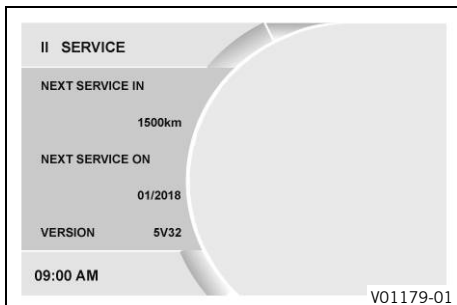 II SERVICE
NEXT SERVICE IN
1500km
NEXT SERVICE ON
01/2018
VERSION 5V32
09:00 AM
V01179-01